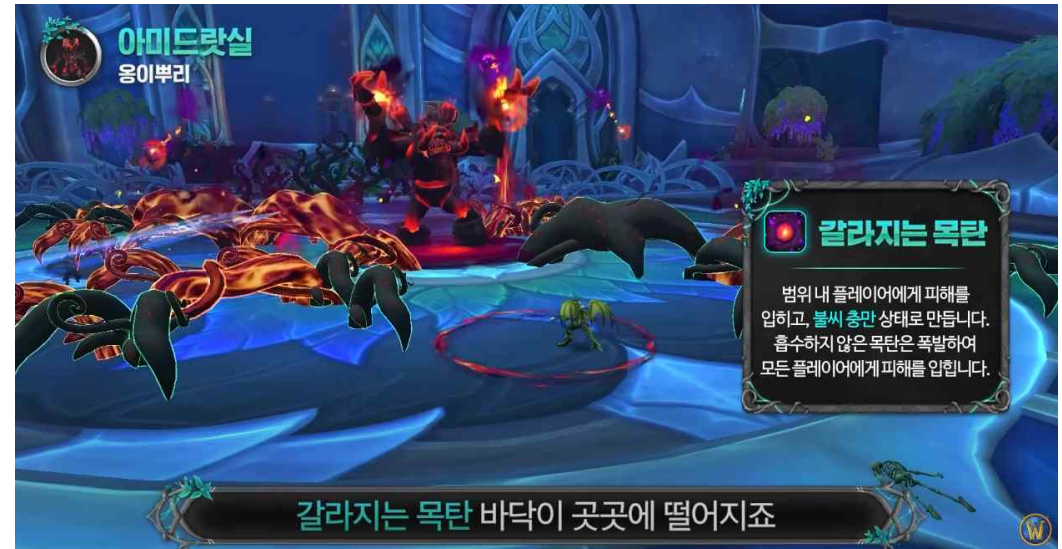 아미드랏실
옹이뿌리
갈라지는 목탄
범위 내 플레이어에게 피해를
입히고, 불씨 충만 상태로 만듭니다.
흡수하지 않은 목탄은 폭발하여
모든 플레이어에게 피해를 입힙니다.
갈라지는 목탄 바닥이 곳곳에 떨어지죠
W